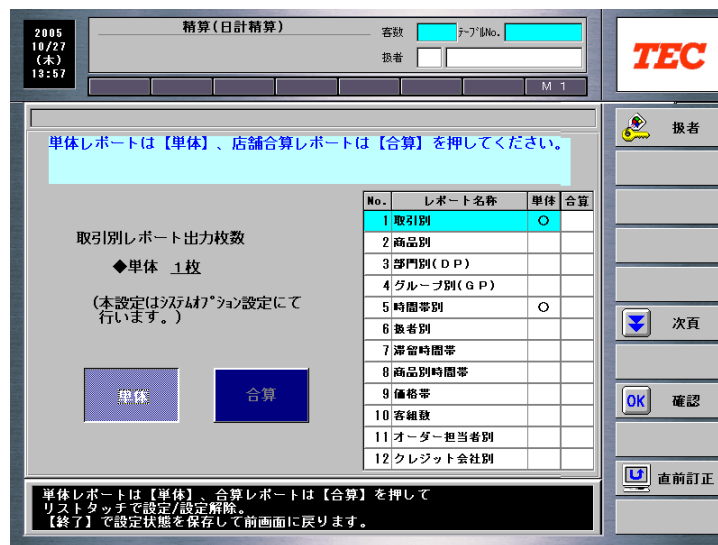 2005
10/27
(木)
13:57
精算(日計精算)
客数
ﾃｰﾌﾞﾙNo.
扱者
M 1
TEC
単体レポートは【単体】、店舗合算レポートは【合算】を押してください。
取引別レポート出力枚数
◆単体 1枚
(本設定はｼｽﾃﾑｵﾌﾟｼｮﾝ設定にて
行います。)
単体
合算
No. レポート名称 単体 合算
1 取引別 ○
2 商品別
3 部門別(DP)
4 グループ別(GP)
5 時間帯別 ○
6 扱者別
7 滞留時間帯
8 商品別時間帯
9 価格帯
10 客組数
11 オーダー担当者別
12 クレジット会社別
扱者
次頁
OK 確認
直前訂正
単体レポートは【単体】、合算レポートは【合算】を押して
リストタッチで設定/設定解除。
【終了】で設定状態を保存して前画面に戻ります。